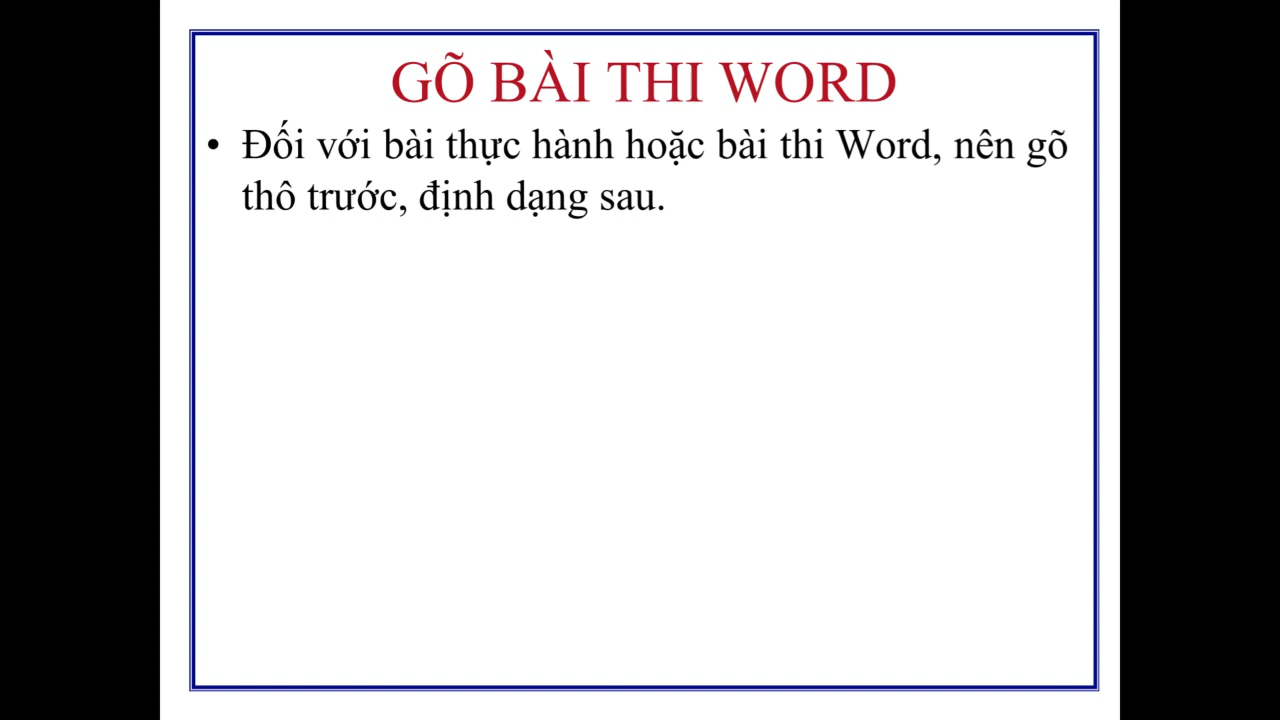 GÕ BÀI THI WORD
• Đối với bài thực hành hoặc bài thi Word, nên gõ
thô trước, định dạng sau.